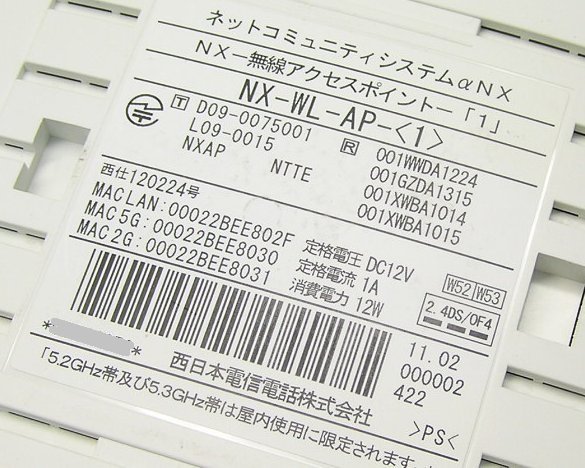 ネットコミュニティシステムαNX
NX－無線アクセスポイント－「1」
NX-WL-AP-<1>
T D09-0075001
L09-0015
NXAP NTTE
R 001WWDA1224
001GZDA1315
001XWBA1014
001XWBA1015
西仕120224号
MAC LAN:00022BEE802F
MAC 5G:00022BEE8030
MAC 2G:00022BEE8031
定格電圧 DC12V
定格電流 1A
消費電力 12W
W52 W53
2.4DS/OF4
* *
11.02
000002
422
西日本電信電話株式会社
>PS<
「5.2GHz帯及び5.3GHz帯は屋内使用に限定されます